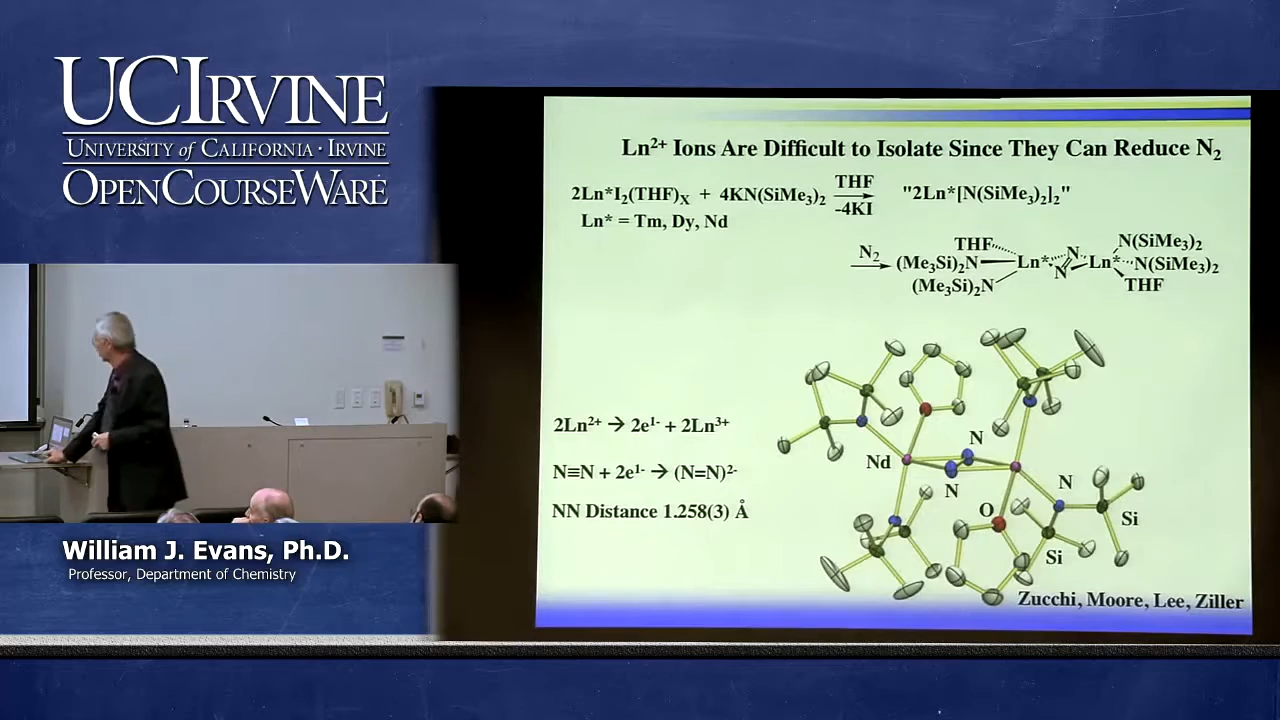 UCIRVINE
UNIVERSITY of CALIFORNIA · IRVINE
OPENCOURSEWARE
William J. Evans, Ph.D.
Professor, Department of Chemistry
Ln²⁺ Ions Are Difficult to Isolate Since They Can Reduce N₂
2Ln*I₂(THF)ₓ + 4KN(SiMe₃)₂ THF -4KI "2Ln*[N(SiMe₃)₂]₂"
Ln* = Tm, Dy, Nd
N₂
THF
(Me₃Si)₂N
(Me₃Si)₂N
Ln*
N
N
Ln*
N(SiMe₃)₂
N(SiMe₃)₂
THF
2Ln²⁺ → 2e¹⁻ + 2Ln³⁺
N≡N + 2e¹⁻ → (N=N)²⁻
NN Distance 1.258(3) Å
Nd
N
N
N
O
Si
Si
Zucchi, Moore, Lee, Ziller